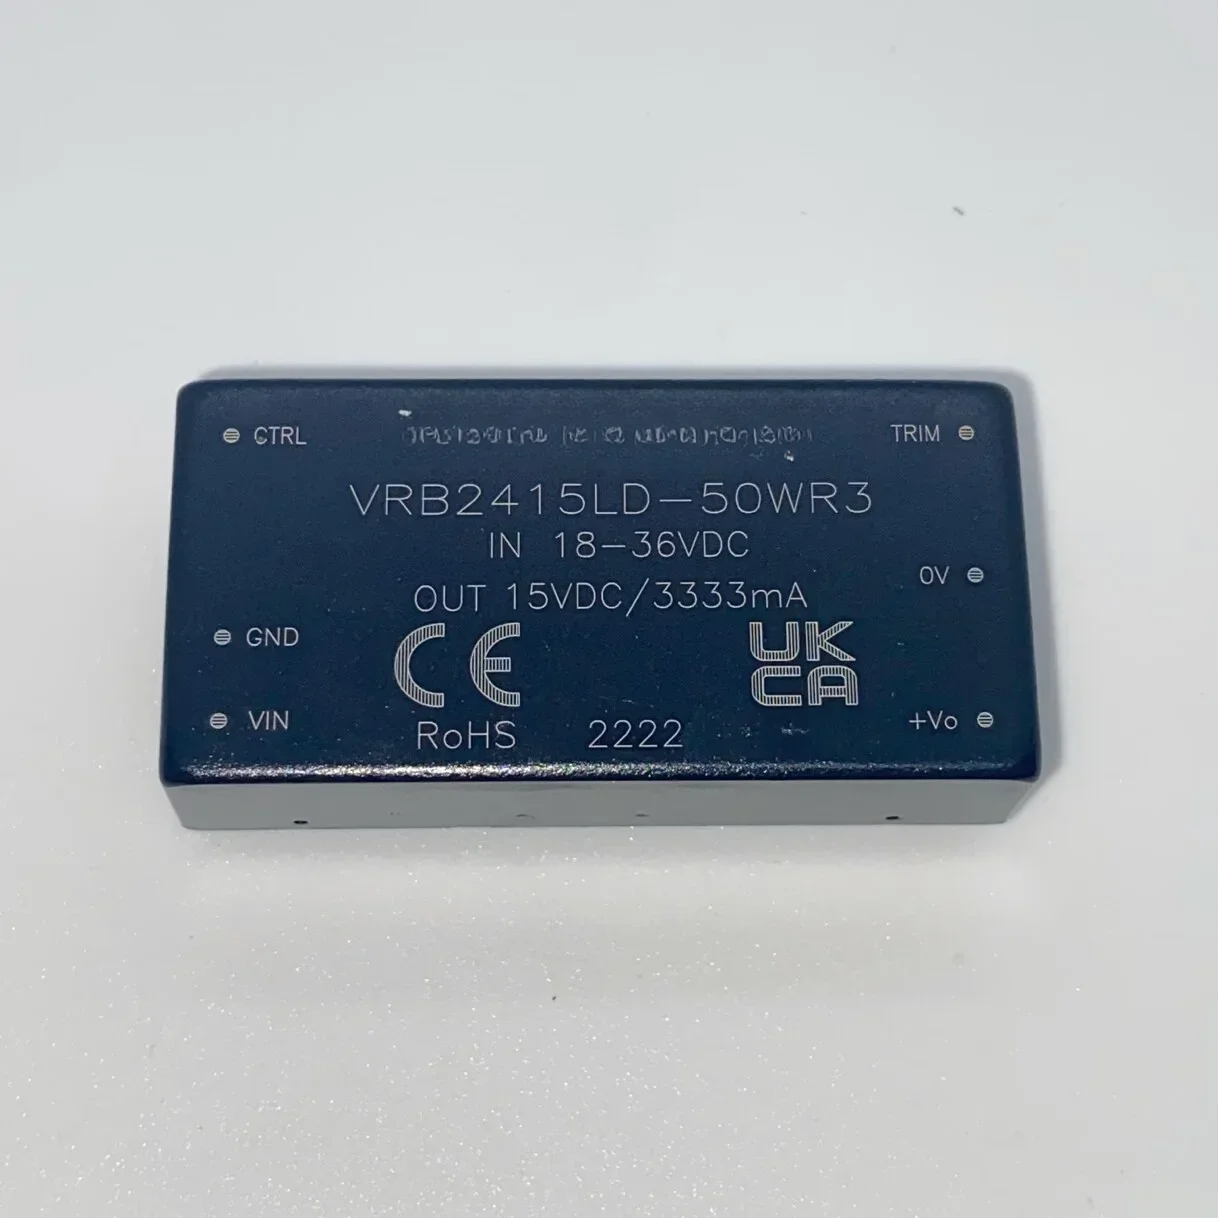 CTRL
TRIM
VRB2415LD-50WR3
IN 18-36VDC
OUT 15VDC/3333mA
0V
GND
CE
UK
CA
VIN
RoHS 2222
+Vo